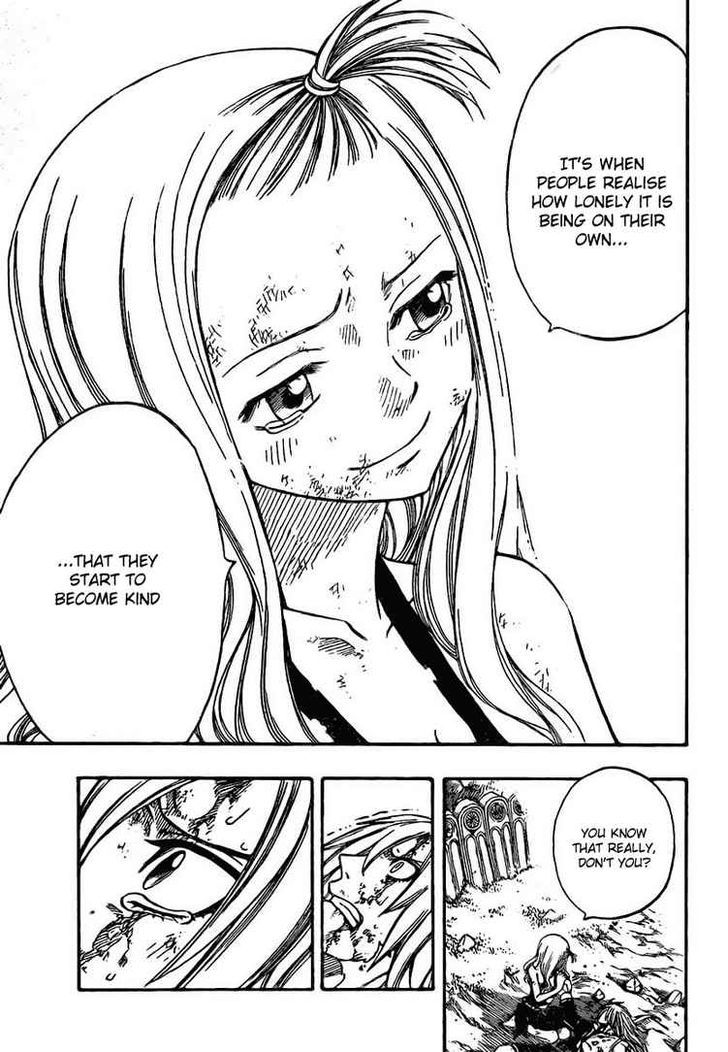 IT'S WHEN
PEOPLE REALISE
HOW LONELY IT IS
BEING ON THEIR
OWN...
...THAT THEY
START TO
BECOME KIND
YOU KNOW
THAT REALLY,
DON'T YOU?